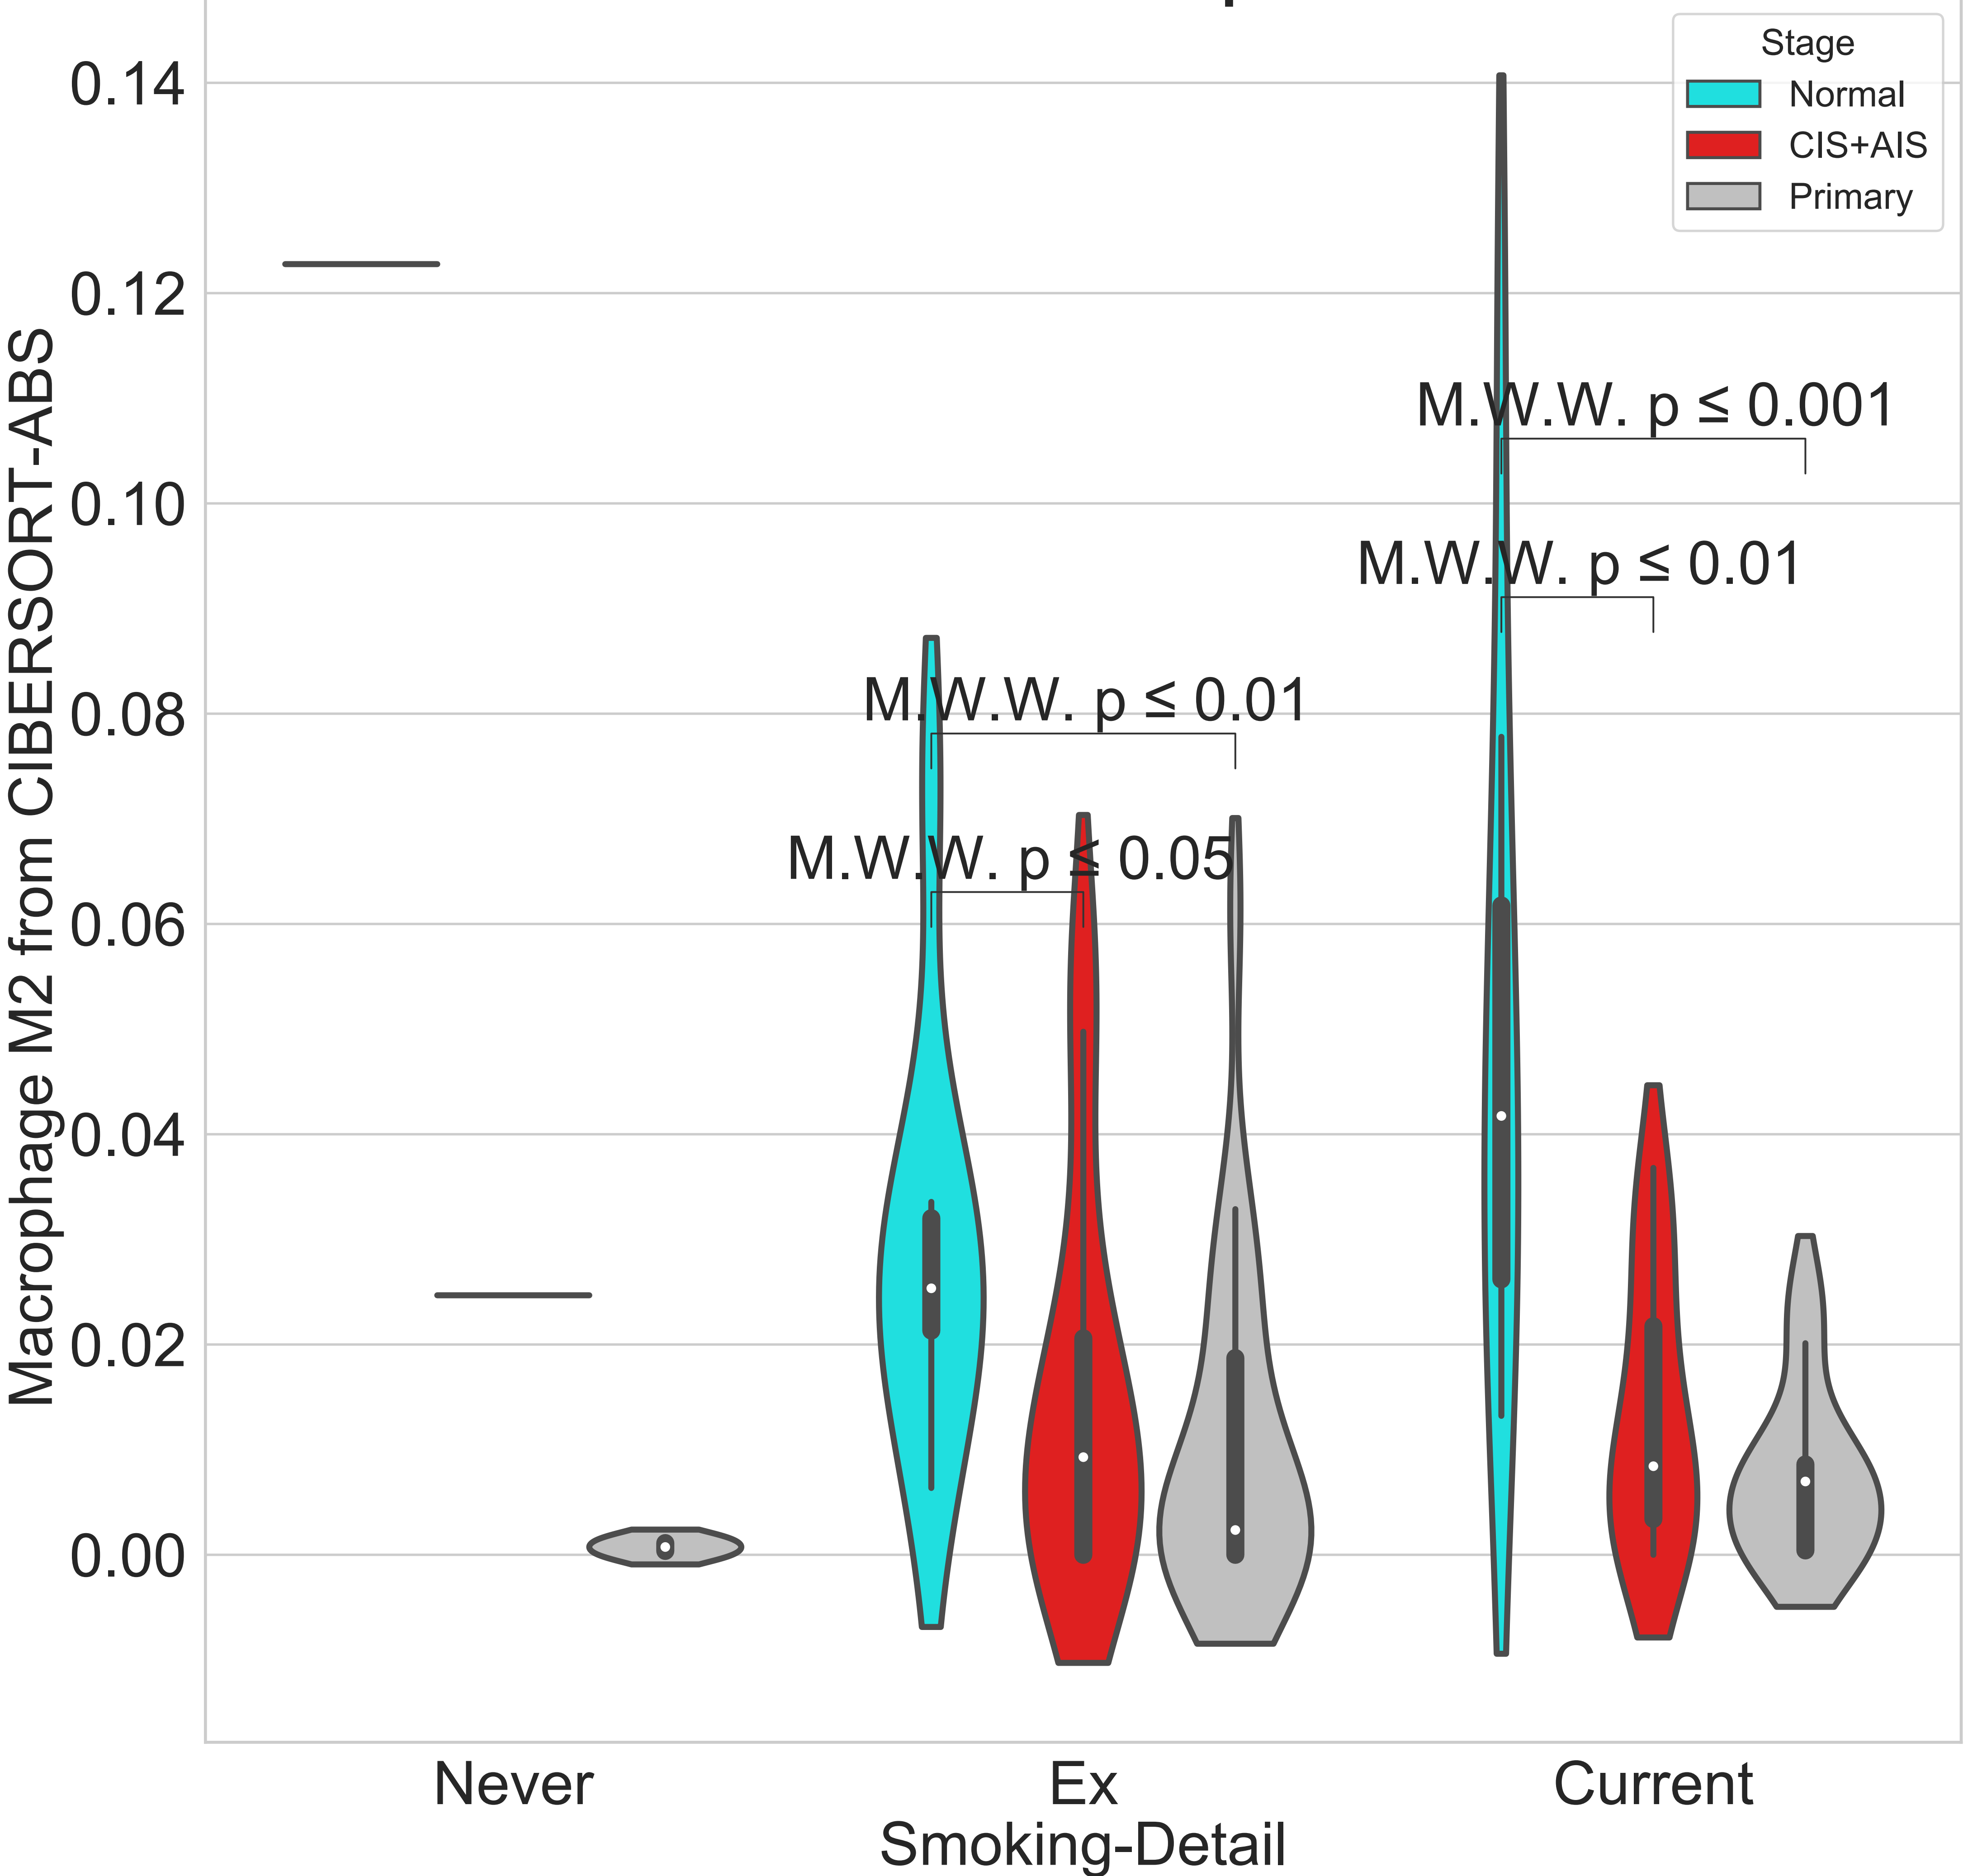 Stage
Normal
CIS+AIS
Primary
0.14
0.12
0.10
0.08
0.06
0.04
0.02
0.00
Macrophage M2 from CIBERSORT-ABS
M.W.W. p ≤ 0.001
M.W.W. p ≤ 0.01
M.W.W. p ≤ 0.01
M.W.W. p ≤ 0.05
Never
Ex
Current
Smoking-Detail